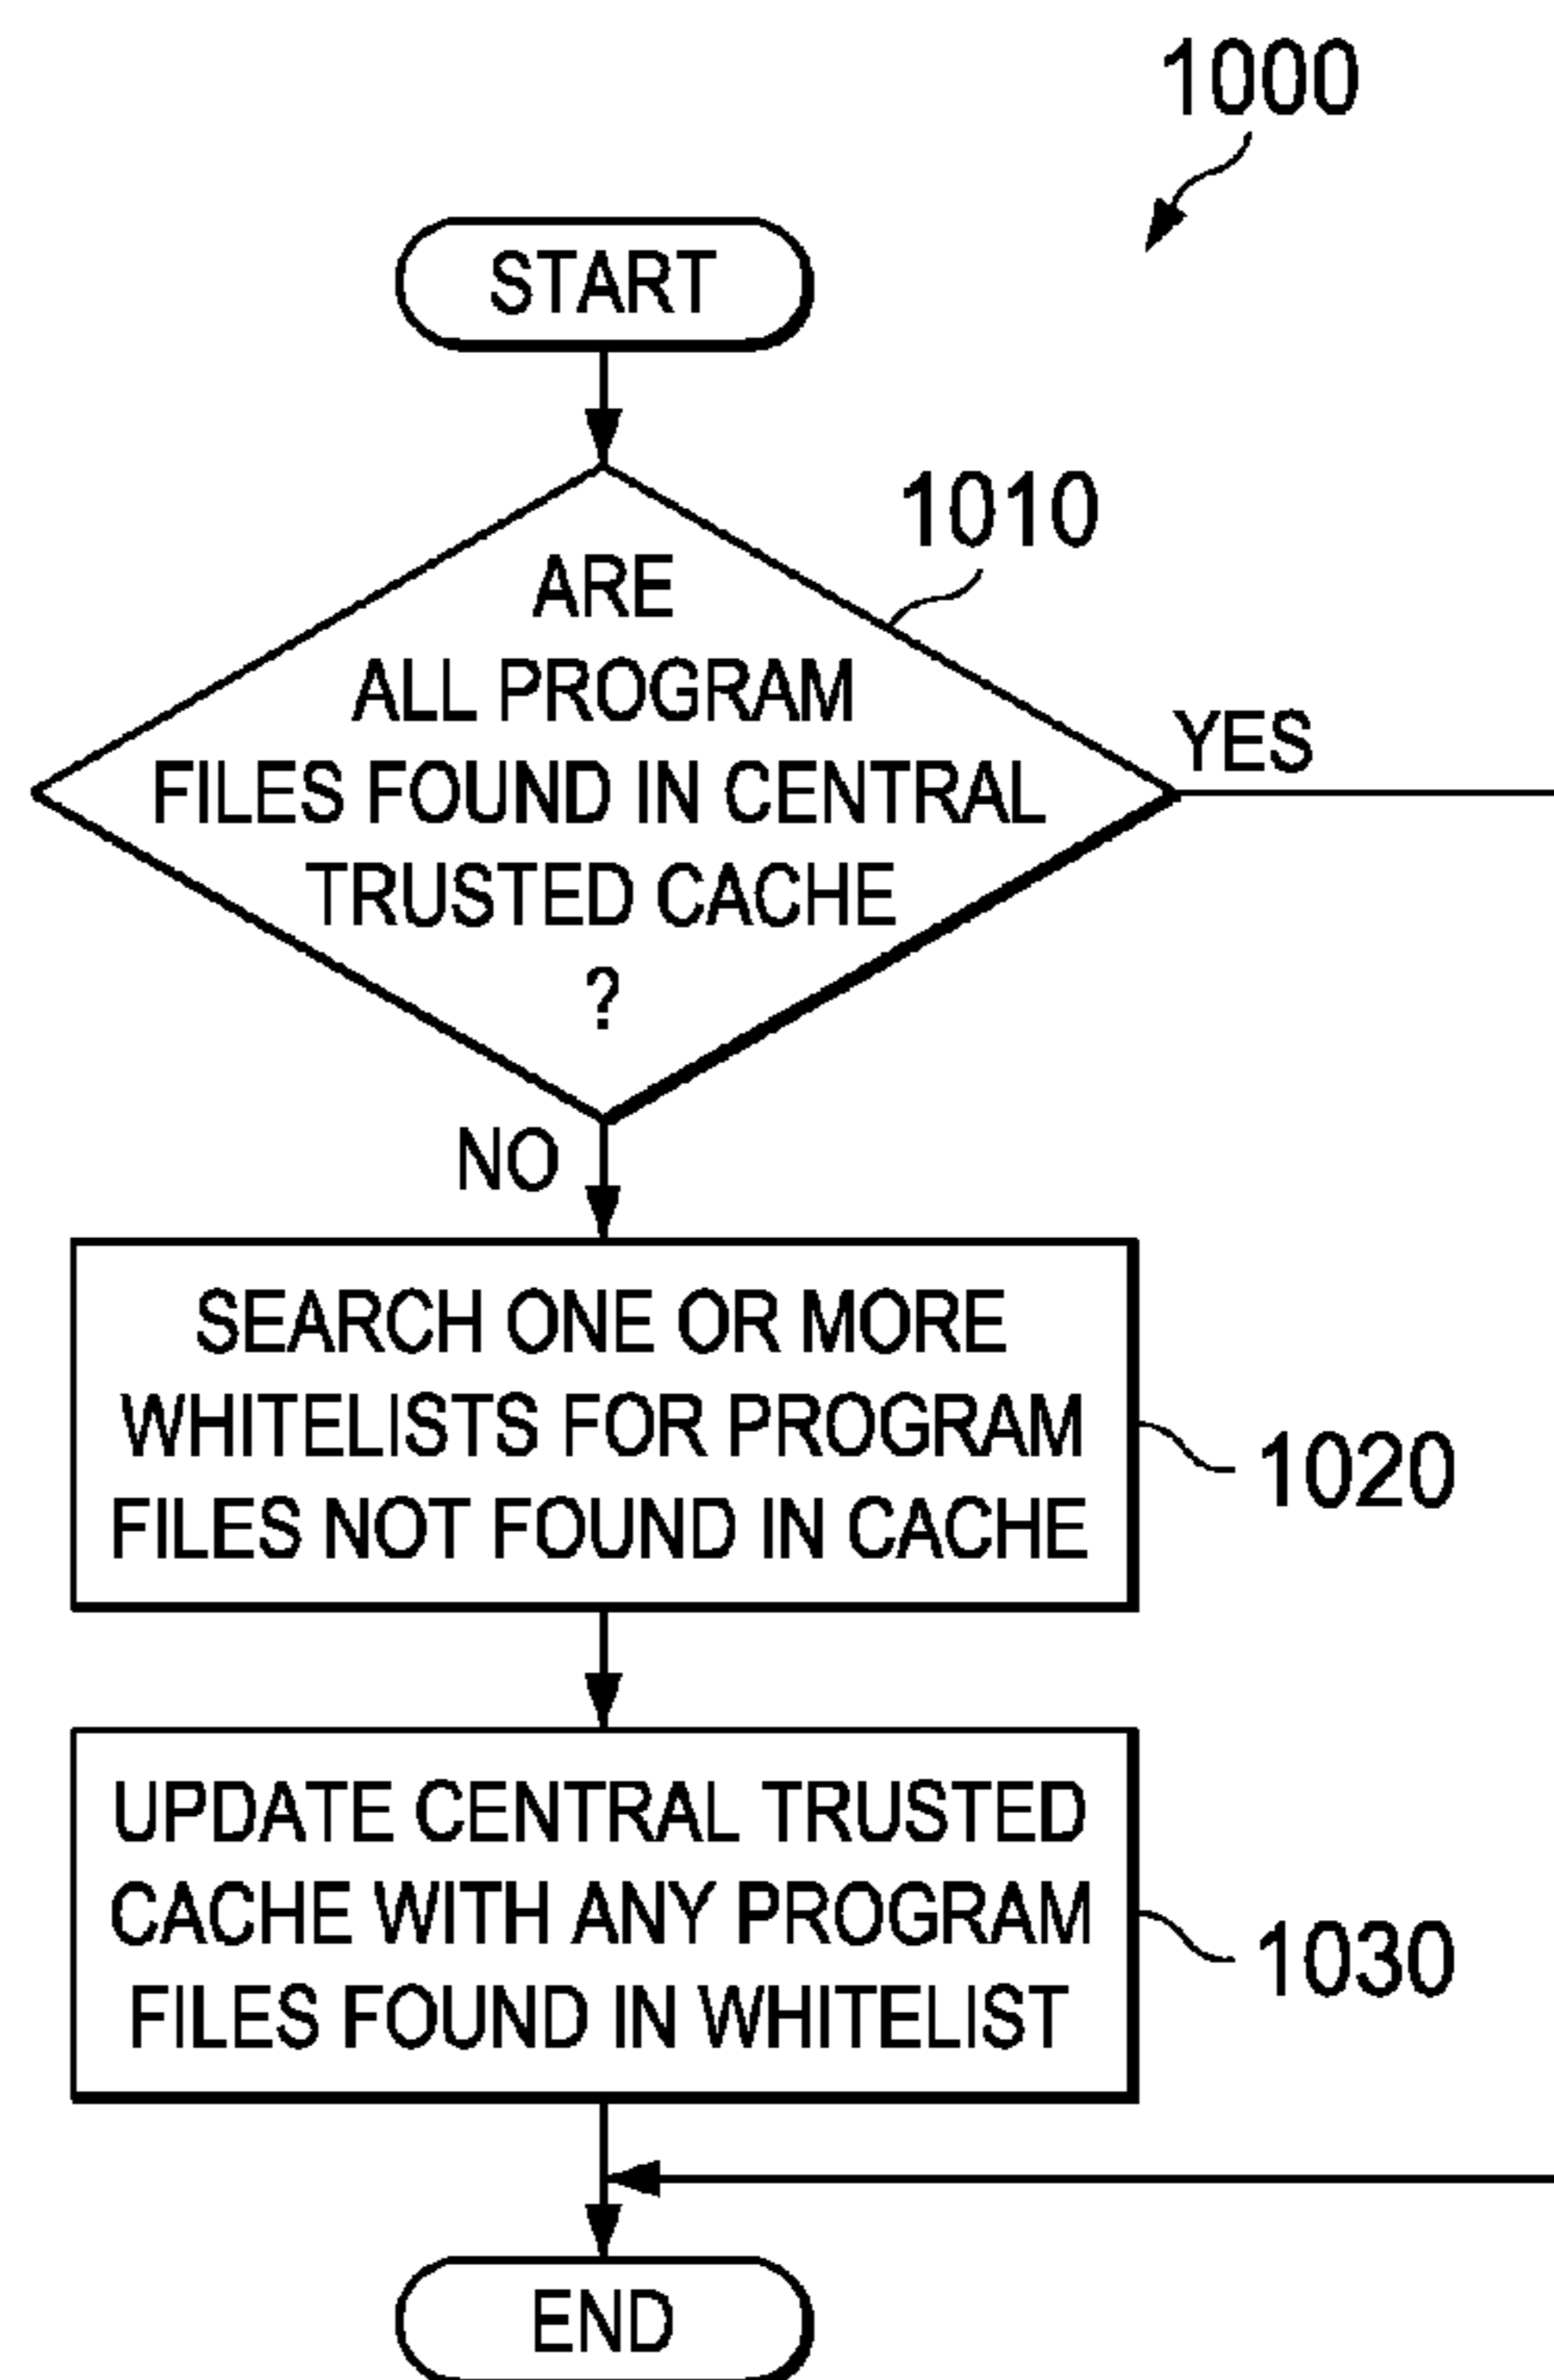 1000
START
1010
ARE
ALL PROGRAM
FILES FOUND IN CENTRAL
TRUSTED CACHE
?
YES
NO
SEARCH ONE OR MORE
WHITELISTS FOR PROGRAM
FILES NOT FOUND IN CACHE
1020
UPDATE CENTRAL TRUSTED
CACHE WITH ANY PROGRAM
FILES FOUND IN WHITELIST
1030
END